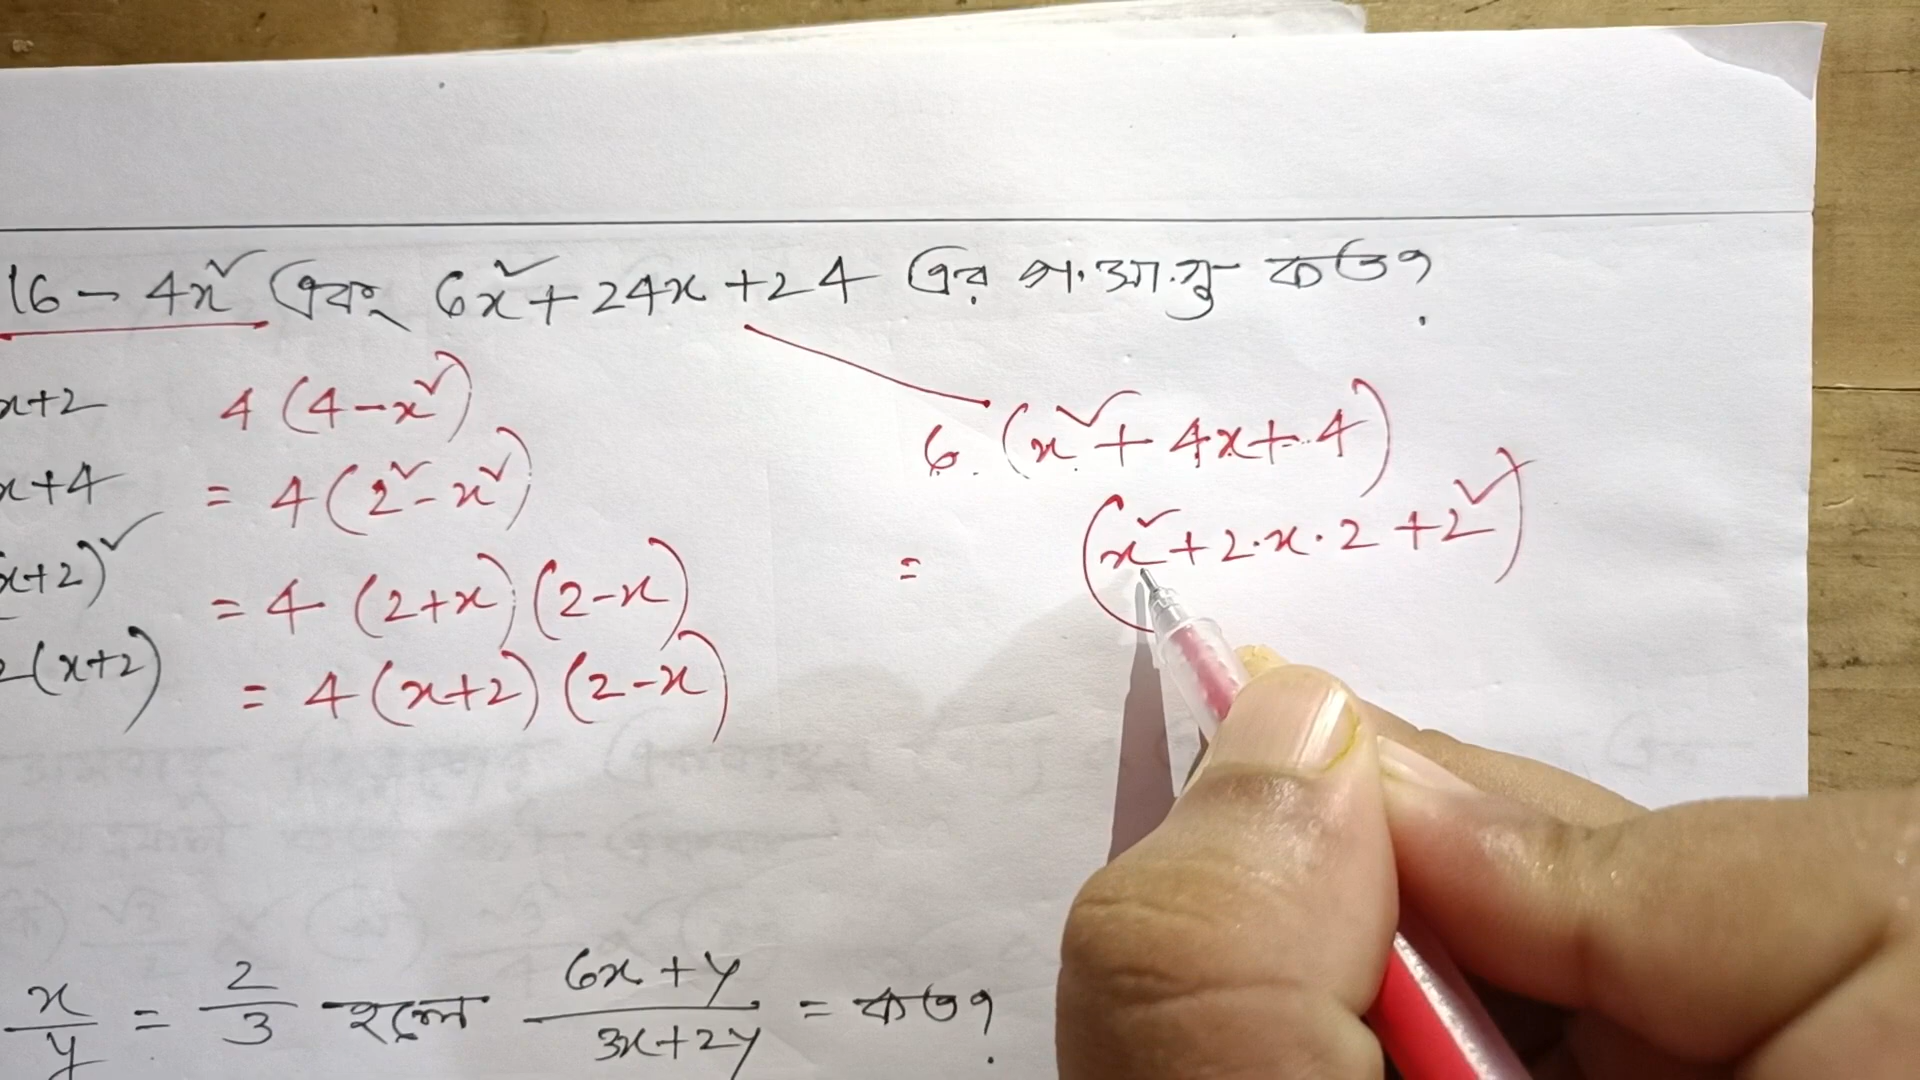 16 - 4x² এবং 6x² + 24x + 24 এর গ.সা.গু কত?
x+2
4(4-x²)
6.(x² + 4x + 4)
x+4
= 4(2²-x²)
= (x² + 2·x·2 + 2²)
x+2)²
= 4(2+x)(2-x)
2(x+2)
= 4(x+2)(2-x)
x/y = 2/3 হলে (6x+y)/(3x+2y) = কত?